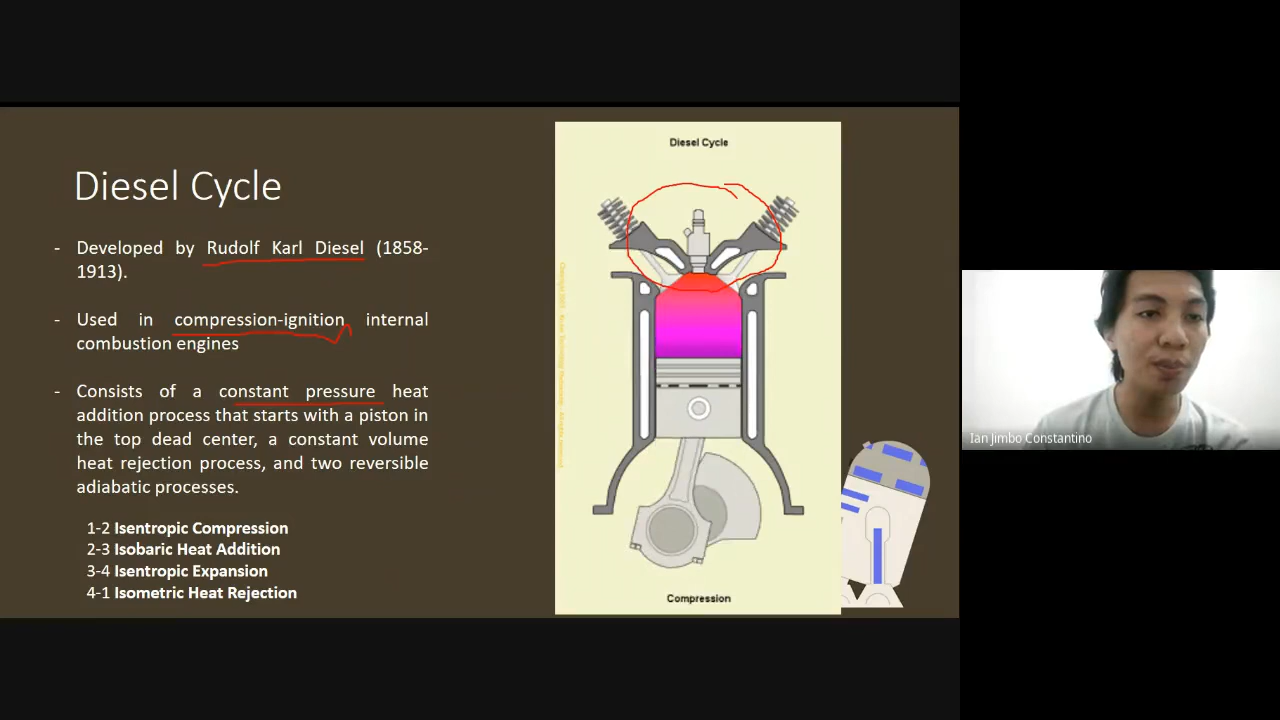 Diesel Cycle
- Developed by Rudolf Karl Diesel (1858-
1913).
- Used in compression-ignition internal
combustion engines
- Consists of a constant pressure heat
addition process that starts with a piston in
the top dead center, a constant volume
heat rejection process, and two reversible
adiabatic processes.
1-2 Isentropic Compression
2-3 Isobaric Heat Addition
3-4 Isentropic Expansion
4-1 Isometric Heat Rejection
Diesel Cycle
Compression
Ian Jimbo Constantino